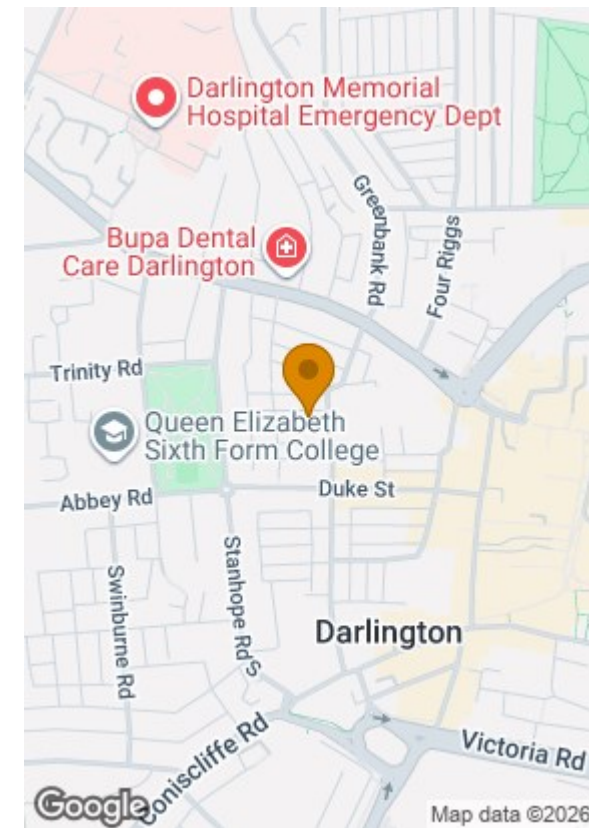 Darlington Memorial
Hospital Emergency Dept
Greenbank Rd
Four Riggs
Bupa Dental
Care Darlington
Trinity Rd
Queen Elizabeth
Sixth Form College
Abbey Rd
Duke St
Swinburne Rd
Stanhope Rd S
Darlington
Coniscliffe Rd
Victoria Rd
Google
Map data ©2026